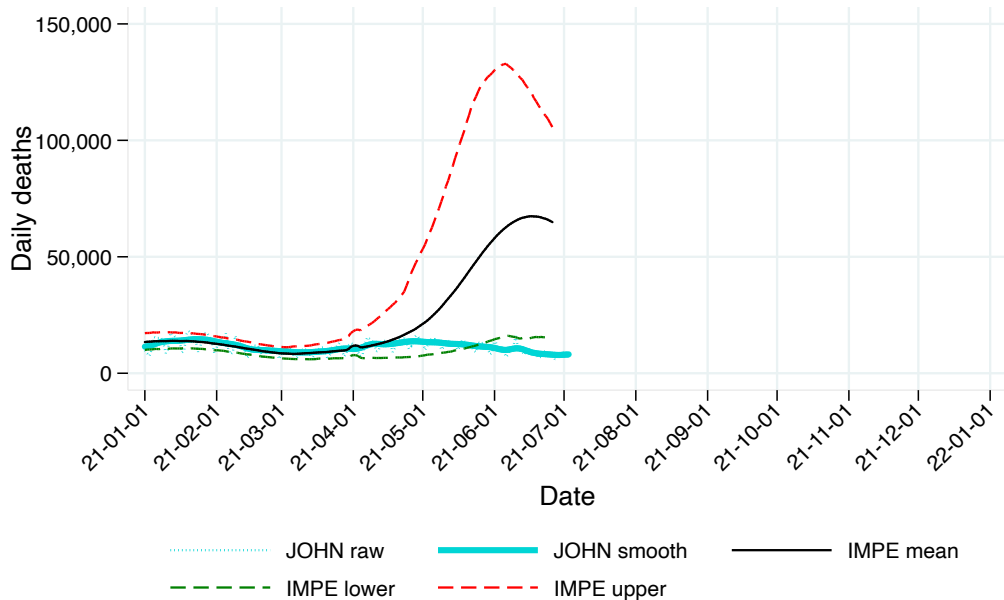 150,000
100,000
50,000
0
Daily deaths
21-01-01
21-02-01
21-03-01
21-04-01
21-05-01
21-06-01
21-07-01
21-08-01
21-09-01
21-10-01
21-11-01
21-12-01
22-01-01
Date
JOHN raw
JOHN smooth
IMPE mean
IMPE lower
IMPE upper